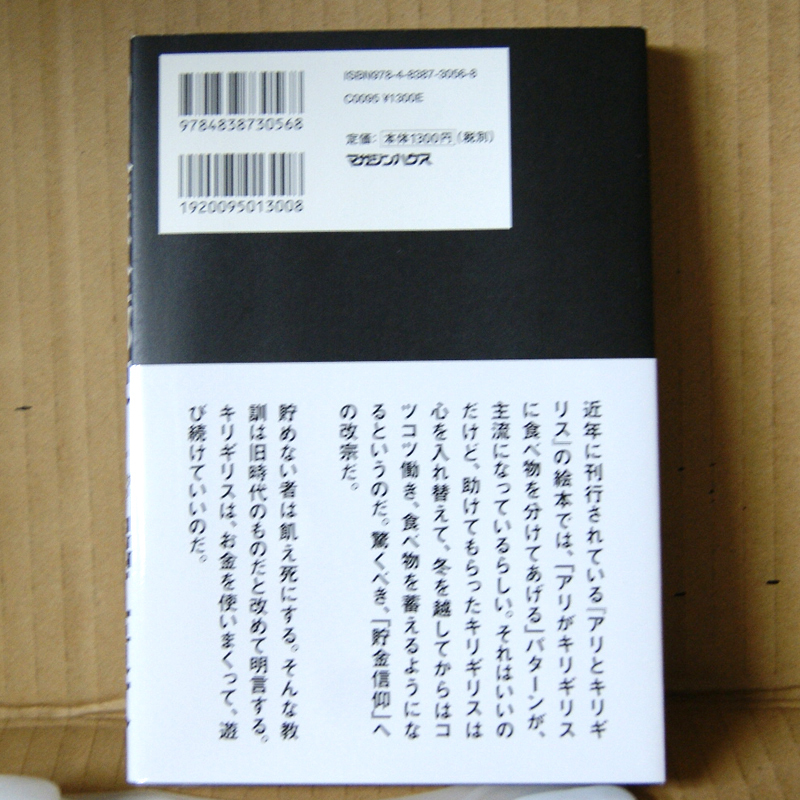 9784838730568
1920095013008
ISBN978-4-8387-3056-8
C0095 ¥1300E
定価：本体1300円（税別）
マガジンハウス
近年に刊行されている『アリとキリギ
リス』の絵本では、「アリがキリギリス
に食べ物を分けてあげる」パターンが、
主流になっているらしい。それはいいの
だけど、助けてもらったキリギリスは
心を入れ替えて、冬を越してからはコ
ツコツ働き、食べ物を蓄えるようにな
るというのだ。驚くべき、「貯金信仰」へ
の改宗だ。
貯めない者は飢え死にする。そんな教
訓は旧時代のものだと改めて明言する。
キリギリスは、お金を使いまくって、遊
び続けていいのだ。